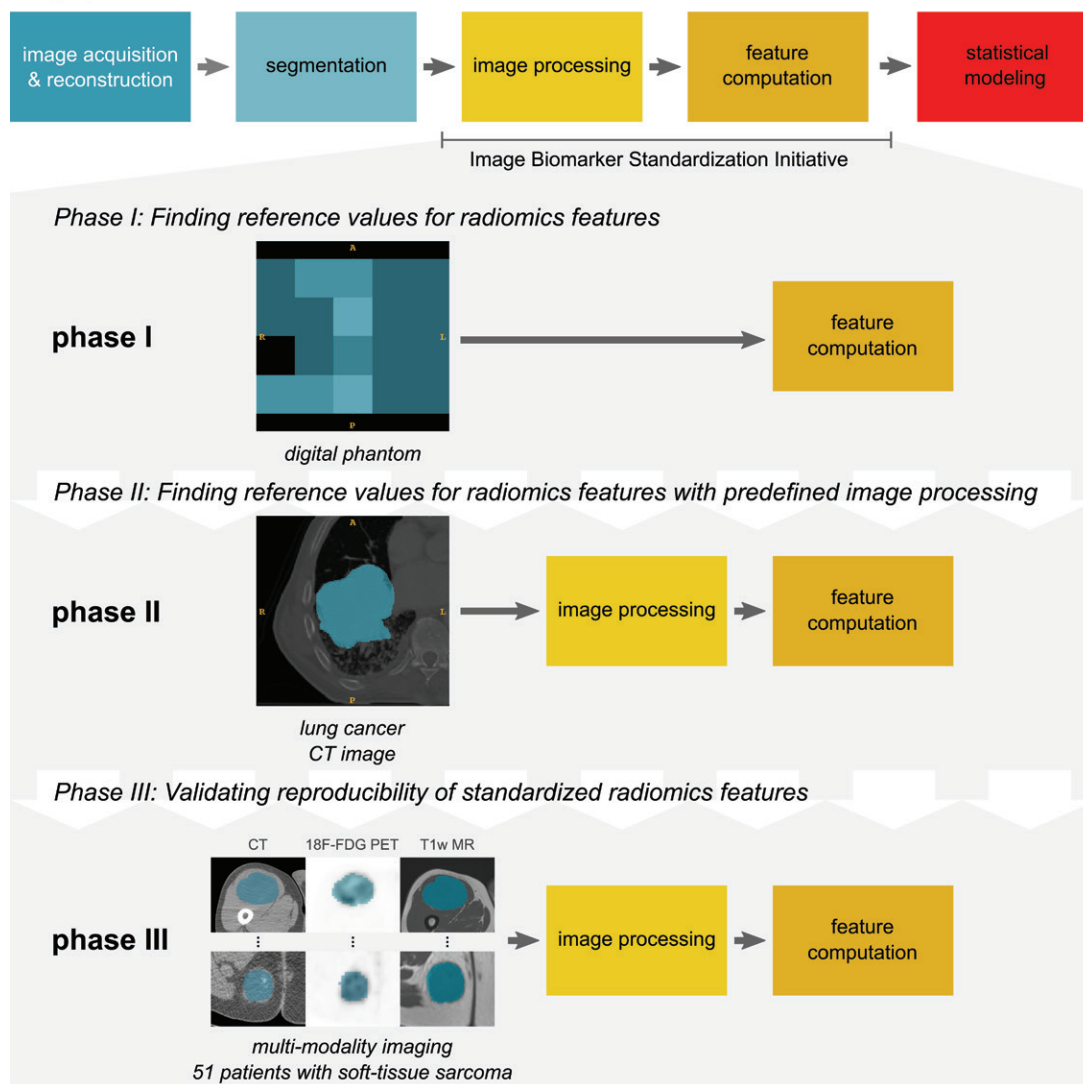 image acquisition
& reconstruction
segmentation
image processing
feature
computation
statistical
modeling
Image Biomarker Standardization Initiative
Phase I: Finding reference values for radiomics features
phase I
A
R
L
P
digital phantom
feature
computation
Phase II: Finding reference values for radiomics features with predefined image processing
phase II
A
R
L
P
lung cancer
CT image
image processing
feature
computation
Phase III: Validating reproducibility of standardized radiomics features
phase III
CT
18F-FDG PET
T1w MR
multi-modality imaging
51 patients with soft-tissue sarcoma
image processing
feature
computation